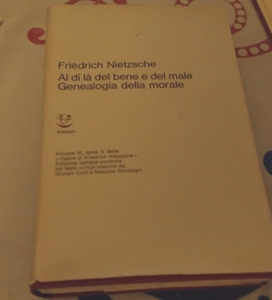 Friedrich Nietzsche
Al di là del bene e del male
Genealogia della morale
Adelphi
Volume VI, tomo II delle
« Opere di Friedrich Nietzsche »
Edizione italiana condotta
sul testo critico stabilito da
Giorgio Colli e Mazzino Montinari